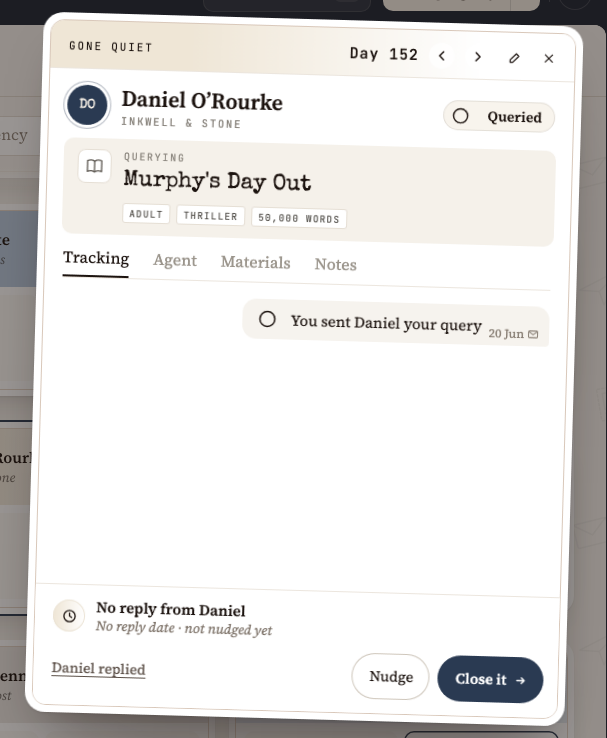 GONE QUIET
Day 152
DO
Daniel O’Rourke
INKWELL & STONE
Queried
QUERYING
Murphy's Day Out
ADULT
THRILLER
50,000 WORDS
Tracking
Agent
Materials
Notes
You sent Daniel your query
20 Jun
No reply from Daniel
No reply date · not nudged yet
Daniel replied
Nudge
Close it →